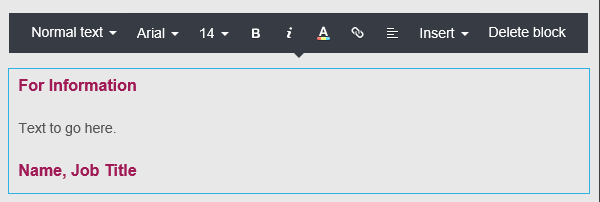 Normal text Arial 14 B i A Insert Delete block
For Information
Text to go here.
Name, Job Title